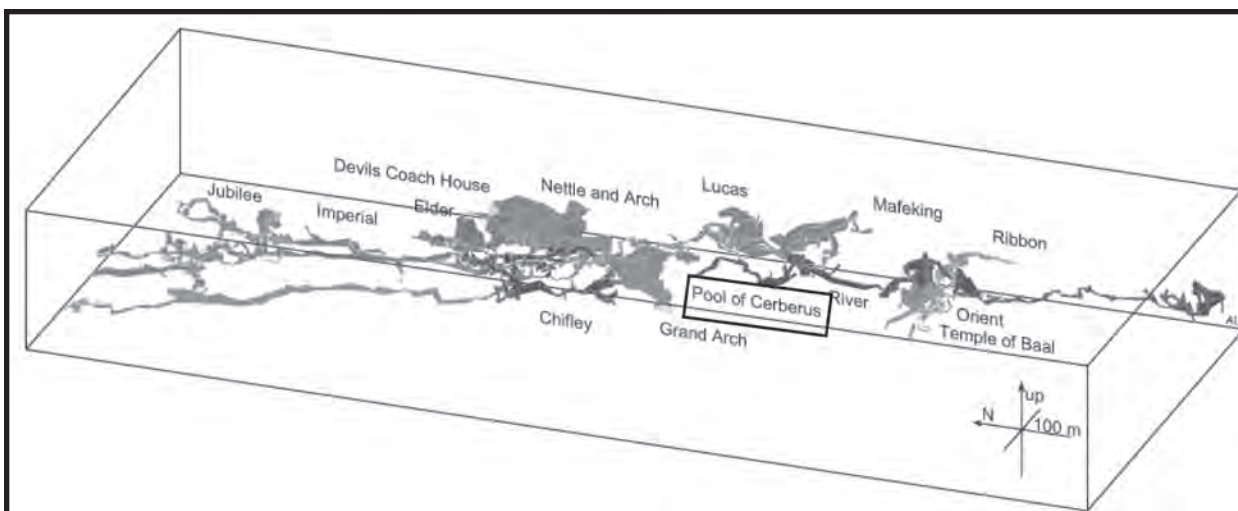 Devils Coach House
Nettle and Arch
Lucas
Jubilee
Imperial
Elder
Mafeking
Ribbon
Pool of Cerberus
River
Chifley
Grand Arch
Orient
Temple of Baal
up
N
100 m